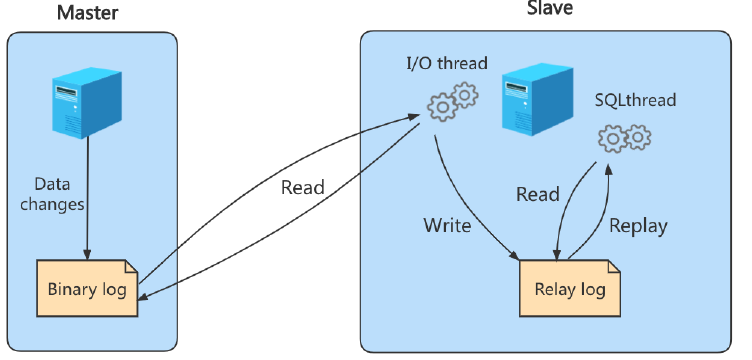 Master
Slave
I/O thread
SQLthread
Data
changes
Read
Read
Write
Replay
Binary log
Relay log